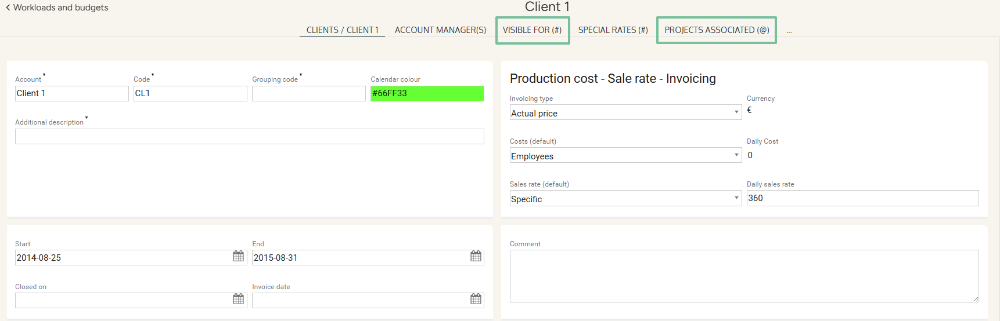 Workloads and budgets
Client 1
CLIENTS / CLIENT 1 ACCOUNT MANAGER(S) VISIBLE FOR (#) SPECIAL RATES (#) PROJECTS ASSOCIATED (@) ...
Account* Code* Grouping code* Calendar colour
Client 1 CL1 #66FF33
Additional description*
Production cost - Sale rate - Invoicing
Invoicing type Currency
Actual price €
Costs (default) Daily Cost
Employees 0
Sales rate (default) Daily sales rate
Specific 360
Start End
2014-08-25 2015-08-31
Closed on Invoice date
Comment